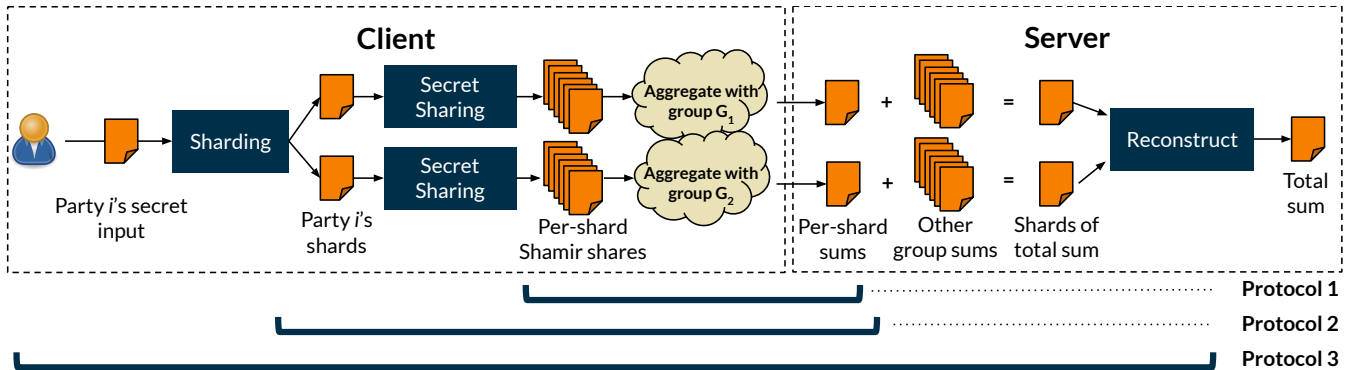 Client
Server
Secret
Sharing
Aggregate with
group G1
+
=
Sharding
Reconstruct
Secret
Sharing
Aggregate with
group G2
+
=
Party i's secret
input
Party i's
shards
Per-shard
Shamir shares
Per-shard
sums
Other
group sums
Shards of
total sum
Total
sum
Protocol 1
Protocol 2
Protocol 3